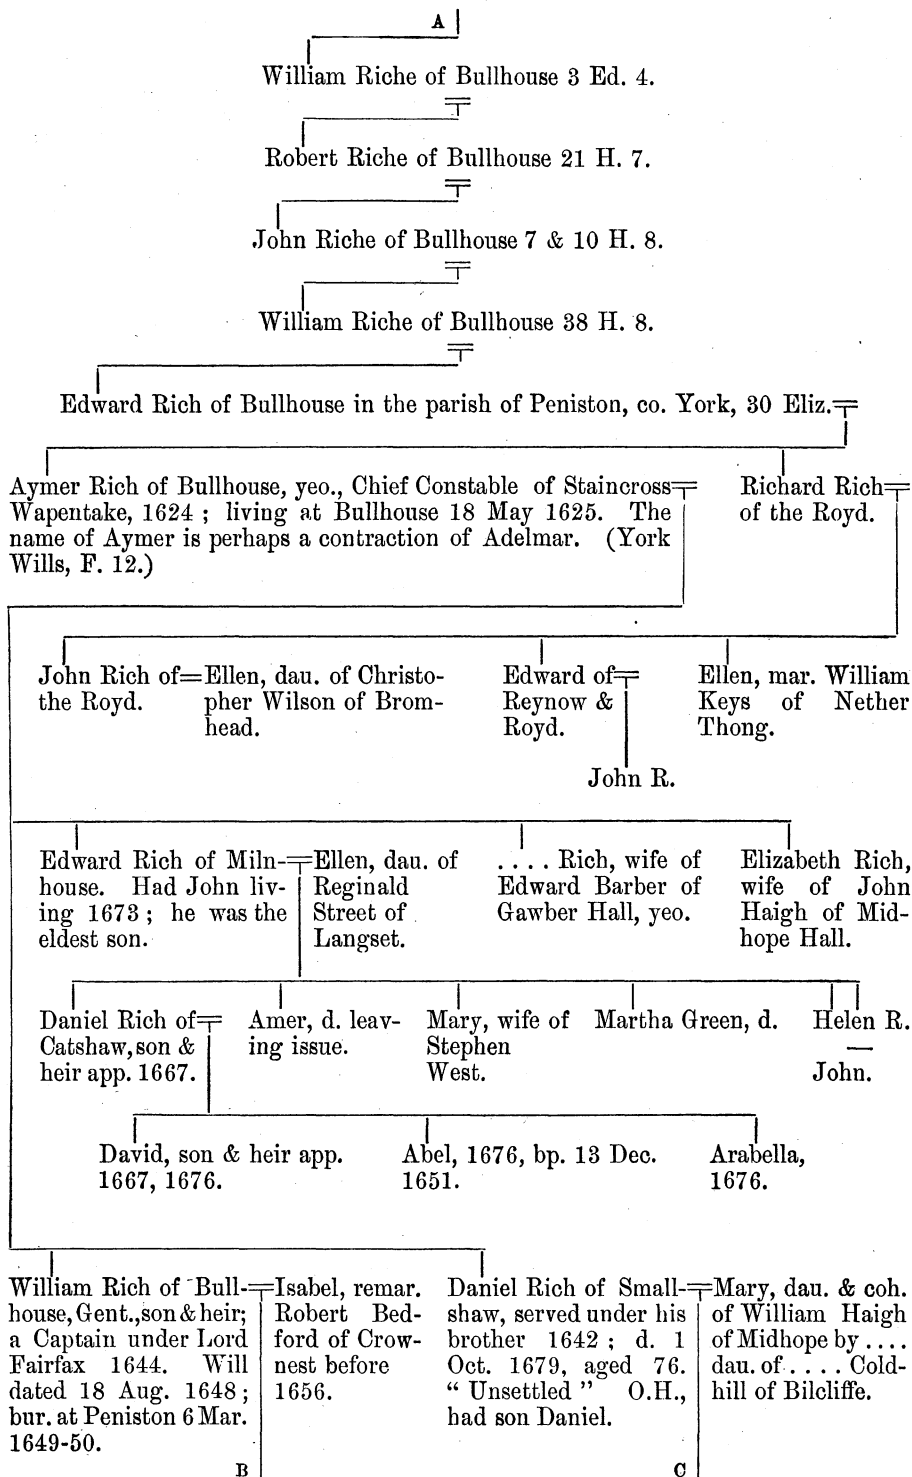 A
William Riche of Bullhouse 3 Ed. 4.
Robert Riche of Bullhouse 21 H. 7.
John Riche of Bullhouse 7 & 10 H. 8.
William Riche of Bullhouse 38 H. 8.
Edward Rich of Bullhouse in the parish of Peniston, co. York, 30 Eliz.
Aymer Rich of Bullhouse, yeo., Chief Constable of Staincross
Wapentake, 1624 ; living at Bullhouse 18 May 1625. The
name of Aymer is perhaps a contraction of Adelmar. (York
Wills, F. 12.)
Richard Rich
of the Royd.
John Rich of
the Royd.
Ellen, dau. of Christo-
pher Wilson of Brom-
head.
Edward of
Reynow &
Royd.
Ellen, mar. William
Keys of Nether
Thong.
John R.
Edward Rich of Miln-
house. Had John liv-
ing 1673 ; he was the
eldest son.
Ellen, dau. of
Reginald
Street of
Langset.
. . . . Rich, wife of
Edward Barber of
Gawber Hall, yeo.
Elizabeth Rich,
wife of John
Haigh of Mid-
hope Hall.
Daniel Rich of
Catshaw, son &
heir app. 1667.
Amer, d. leav-
ing issue.
Mary, wife of
Stephen
West.
Martha Green, d.
Helen R.
—
John.
David, son & heir app.
1667, 1676.
Abel, 1676, bp. 13 Dec.
1651.
Arabella,
1676.
William Rich of Bull-
house, Gent., son & heir;
a Captain under Lord
Fairfax 1644. Will
dated 18 Aug. 1648 ;
bur. at Peniston 6 Mar.
1649-50.
Isabel, remar.
Robert Bed-
ford of Crow-
nest before
1656.
Daniel Rich of Small-
shaw, served under his
brother 1642 ; d. 1
Oct. 1679, aged 76.
" Unsettled " O.H.,
had son Daniel.
Mary, dau. & coh.
of William Haigh
of Midhope by . . . .
dau. of . . . . Cold-
hill of Bilcliffe.
B
C